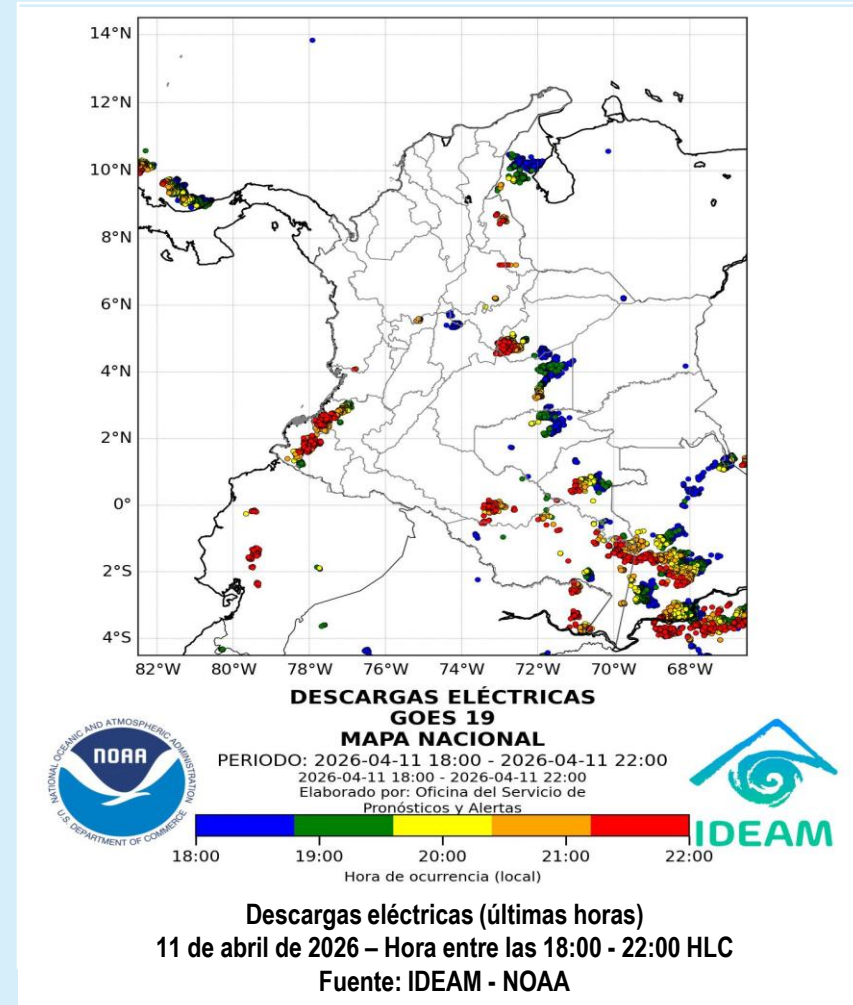 14°N
12°N
10°N
8°N
6°N
4°N
2°N
0°
2°S
4°S
82°W 80°W 78°W 76°W 74°W 72°W 70°W 68°W
DESCARGAS ELÉCTRICAS
GOES 19
MAPA NACIONAL
PERIODO: 2026-04-11 18:00 - 2026-04-11 22:00
2026-04-11 18:00 - 2026-04-11 22:00
Elaborado por: Oficina del Servicio de
Pronósticos y Alertas
NATIONAL OCEANIC AND ATMOSPHERIC ADMINISTRATION
NOAA
U.S. DEPARTMENT OF COMMERCE
IDEAM
18:00 19:00 20:00 21:00 22:00
Hora de ocurrencia (local)
Descargas eléctricas (últimas horas)
11 de abril de 2026 – Hora entre las 18:00 - 22:00 HLC
Fuente: IDEAM - NOAA